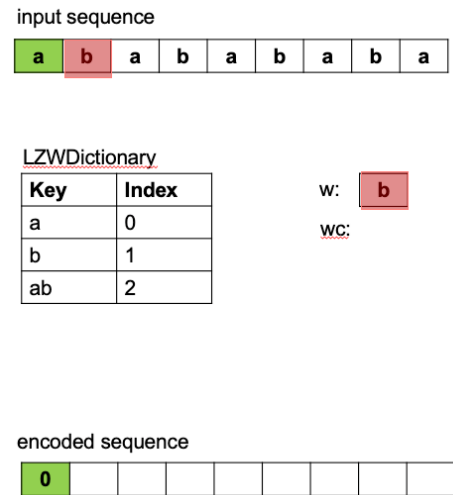 input sequence
a b a b a b a b a
LZWDictionary
Key Index
a 0
b 1
ab 2
w: b
wc:
encoded sequence
0